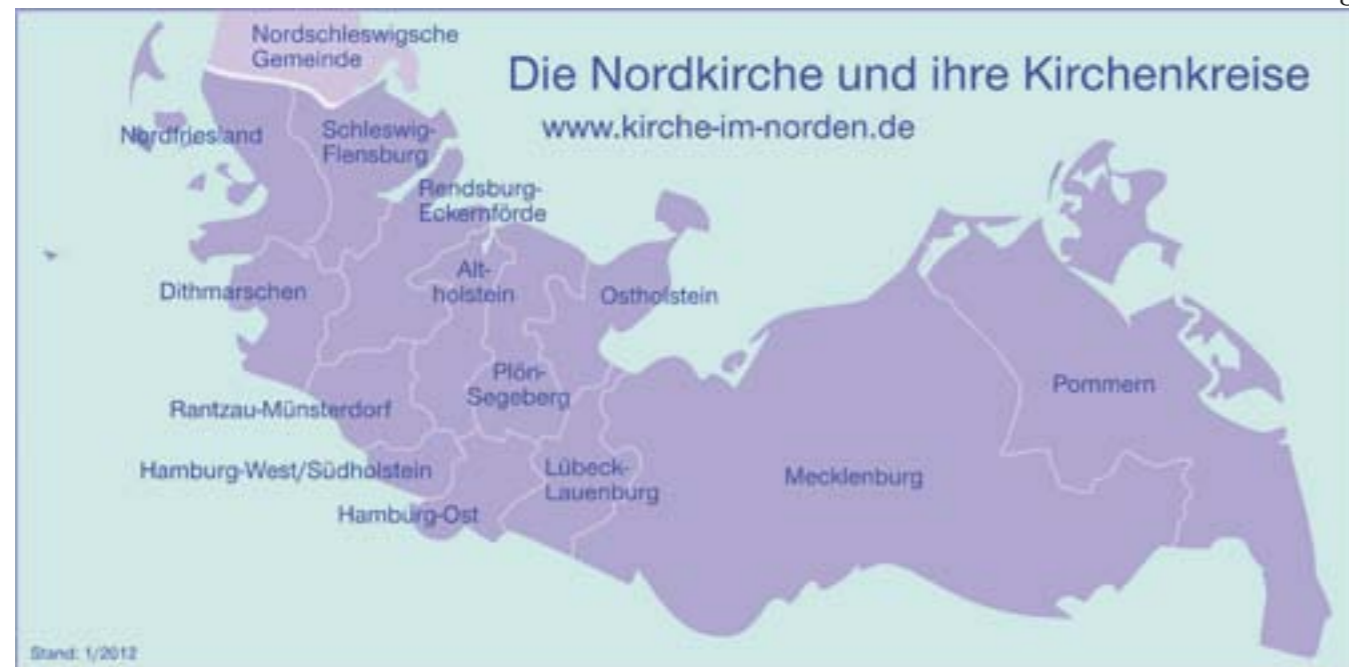 Nordschleswigsche
Gemeinde
Die Nordkirche und ihre Kirchenkreise
www.kirche-im-norden.de
Nordfriesland
Schleswig-
Flensburg
Rendsburg-
Eckernförde
Alt-
holstein
Dithmarschen
Ostholstein
Plön-
Segeberg
Pommern
Rantzau-Münsterdorf
Hamburg-West/Südholstein
Lübeck-
Lauenburg
Mecklenburg
Hamburg-Ost
Stand: 1/2012